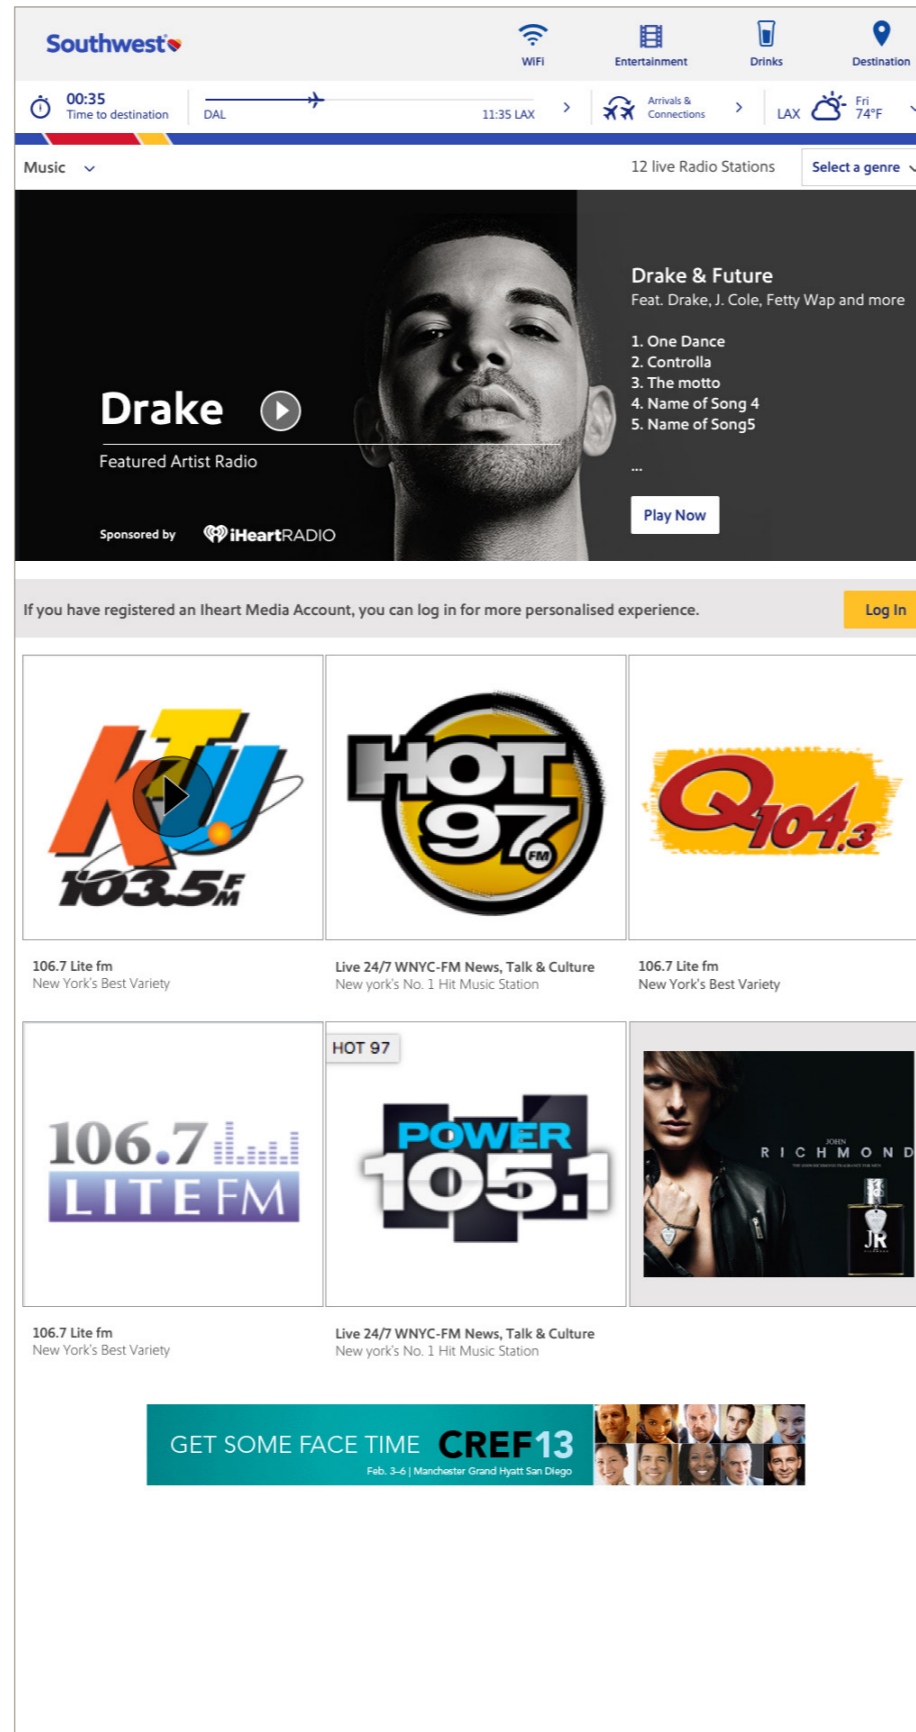 Southwest
WiFi
Entertainment
Drinks
Destination
00:35
Time to destination
DAL
11:35 LAX
Arrivals &
Connections
LAX
Fri
74°F
Music
12 live Radio Stations
Select a genre
Drake
Featured Artist Radio
Sponsored by
iHeartRADIO
Drake & Future
Feat. Drake, J. Cole, Fetty Wap and more
1. One Dance
2. Controlla
3. The motto
4. Name of Song 4
5. Name of Song5
...
Play Now
If you have registered an Iheart Media Account, you can log in for more personalised experience.
Log In
KTU
103.5 FM
HOT
97
FM
Q104.3
106.7 Lite fm
New York's Best Variety
Live 24/7 WNYC-FM News, Talk & Culture
New york's No. 1 Hit Music Station
106.7 Lite fm
New York's Best Variety
106.7
LITE FM
HOT 97
POWER
105.1
JOHN
RICHMOND
JR
106.7 Lite fm
New York's Best Variety
Live 24/7 WNYC-FM News, Talk & Culture
New york's No. 1 Hit Music Station
GET SOME FACE TIME CREF13
Feb. 3-6 | Manchester Grand Hyatt San Diego